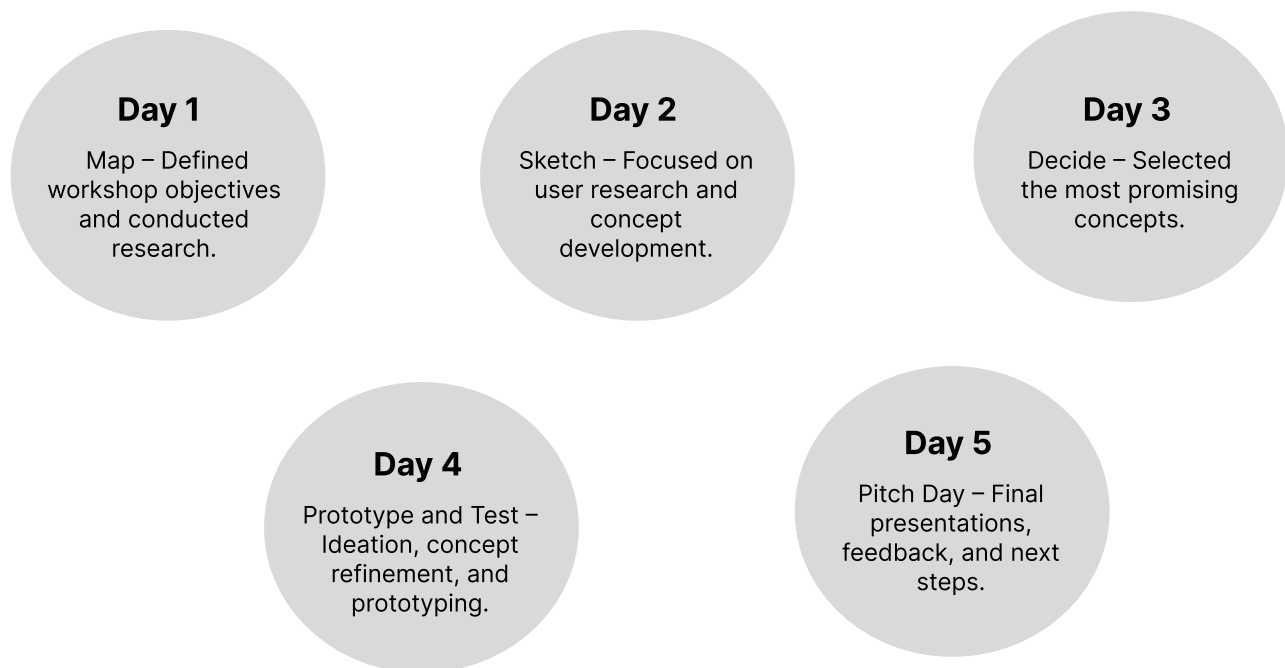 Day 1
Map – Defined
workshop objectives
and conducted
research.
Day 2
Sketch – Focused on
user research and
concept
development.
Day 3
Decide – Selected
the most promising
concepts.
Day 4
Prototype and Test –
Ideation, concept
refinement, and
prototyping.
Day 5
Pitch Day – Final
presentations,
feedback, and next
steps.